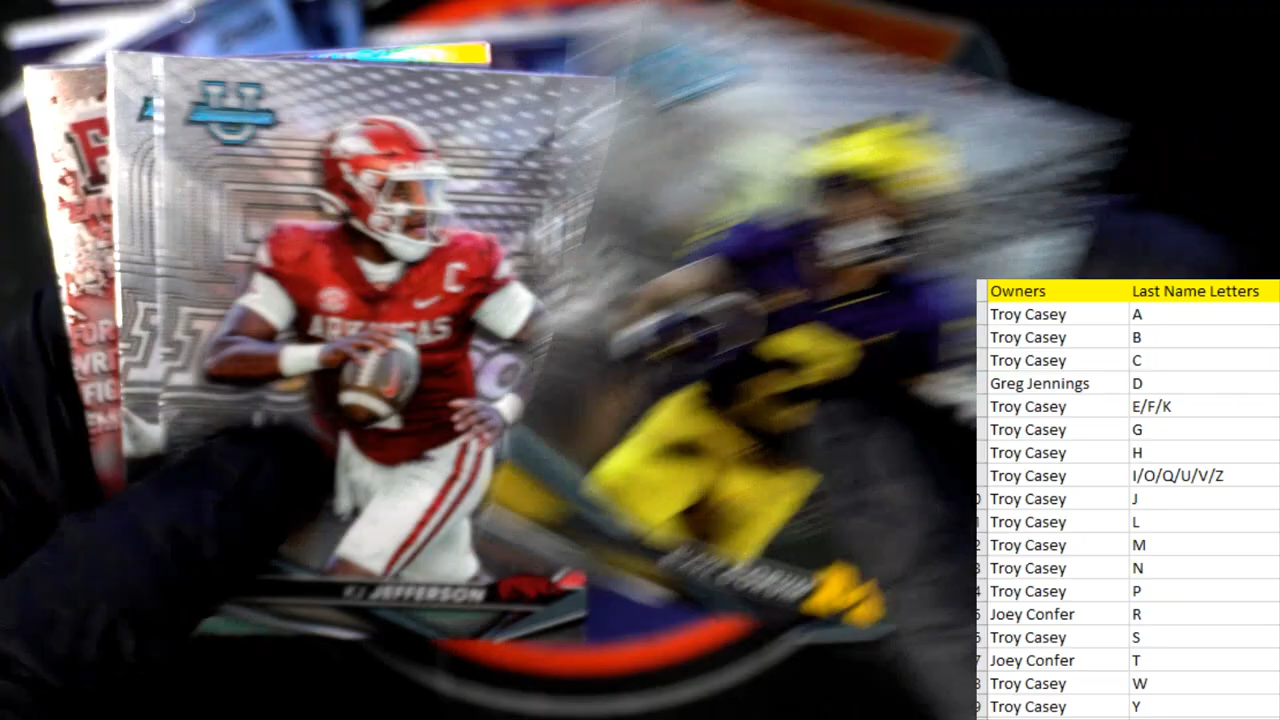 U
C
ARKANSAS
KJ JEFFERSON
Owners Last Name Letters
Troy Casey A
Troy Casey B
Troy Casey C
Greg Jennings D
Troy Casey E/F/K
Troy Casey G
Troy Casey H
Troy Casey I/O/Q/U/V/Z
Troy Casey J
Troy Casey L
Troy Casey M
Troy Casey N
Troy Casey P
Joey Confer R
Troy Casey S
Joey Confer T
Troy Casey W
Troy Casey Y